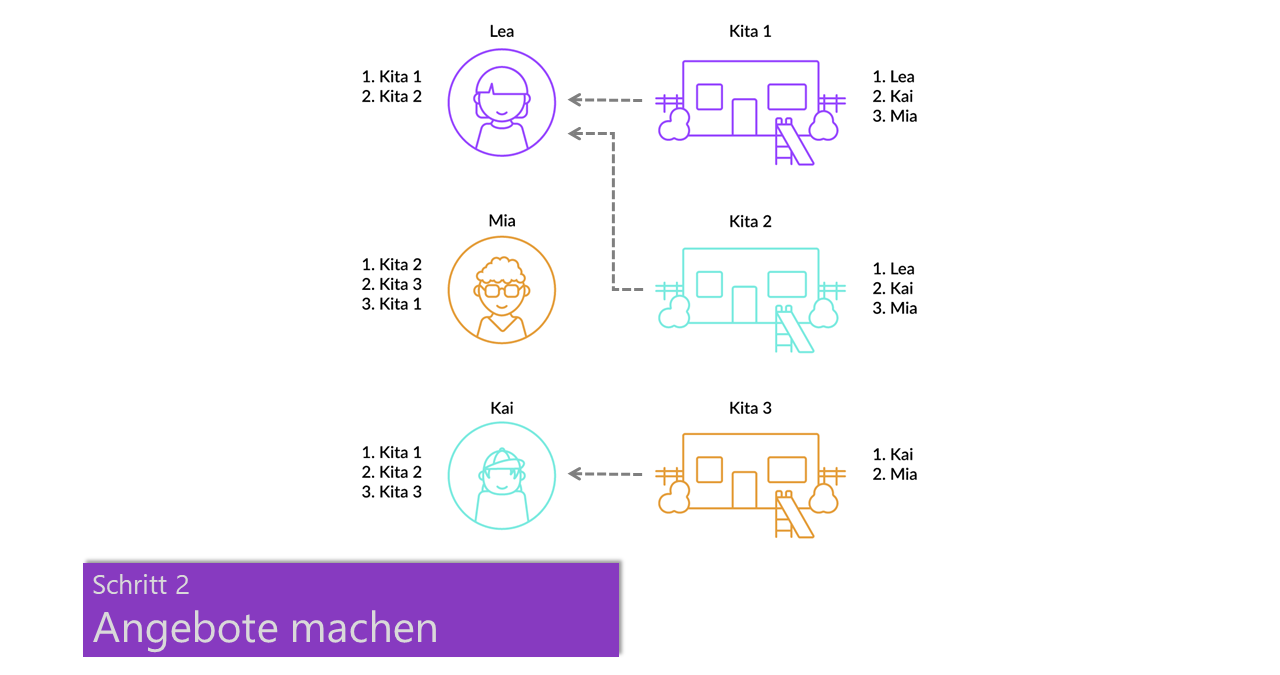 Lea
Kita 1
1. Kita 1
2. Kita 2
1. Lea
2. Kai
3. Mia
Mia
Kita 2
1. Kita 2
2. Kita 3
3. Kita 1
1. Lea
2. Kai
3. Mia
Kai
Kita 3
1. Kita 1
2. Kita 2
3. Kita 3
1. Kai
2. Mia
Schritt 2
Angebote machen